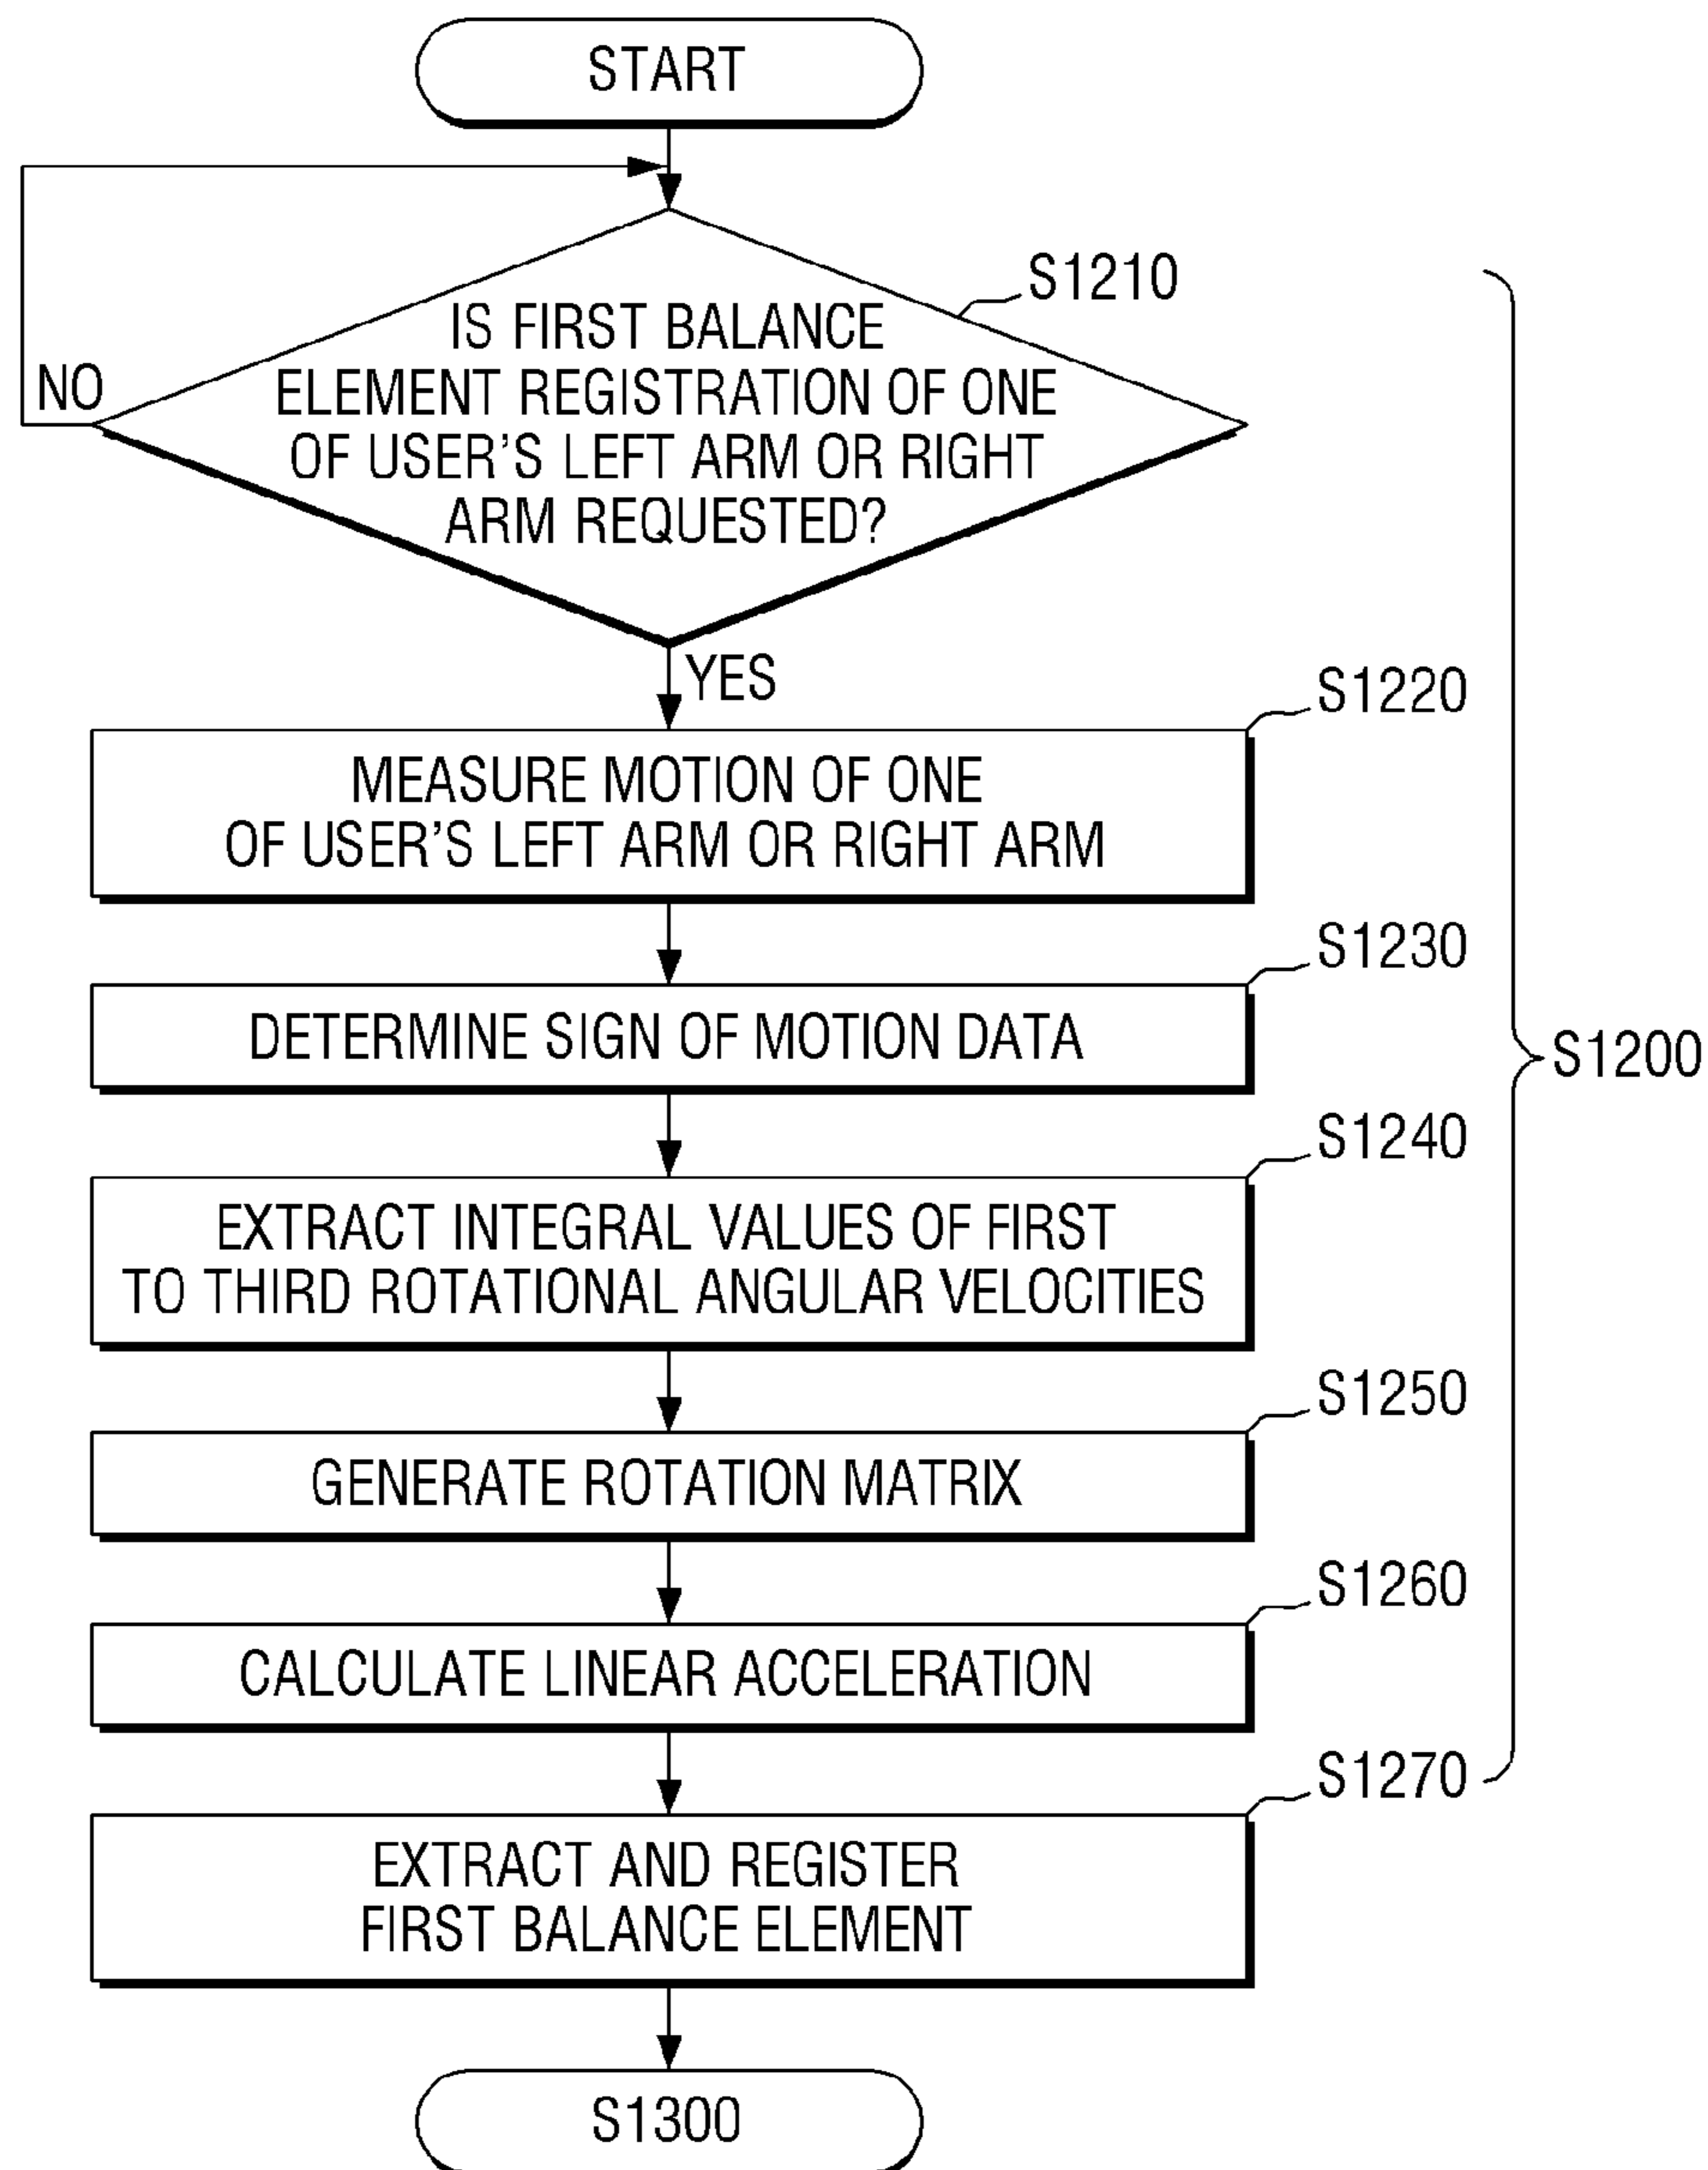 START
S1210
IS FIRST BALANCE
ELEMENT REGISTRATION OF ONE
OF USER'S LEFT ARM OR RIGHT
ARM REQUESTED?
NO
YES
S1220
MEASURE MOTION OF ONE
OF USER'S LEFT ARM OR RIGHT ARM
S1230
DETERMINE SIGN OF MOTION DATA
S1200
S1240
EXTRACT INTEGRAL VALUES OF FIRST
TO THIRD ROTATIONAL ANGULAR VELOCITIES
S1250
GENERATE ROTATION MATRIX
S1260
CALCULATE LINEAR ACCELERATION
S1270
EXTRACT AND REGISTER
FIRST BALANCE ELEMENT
S1300